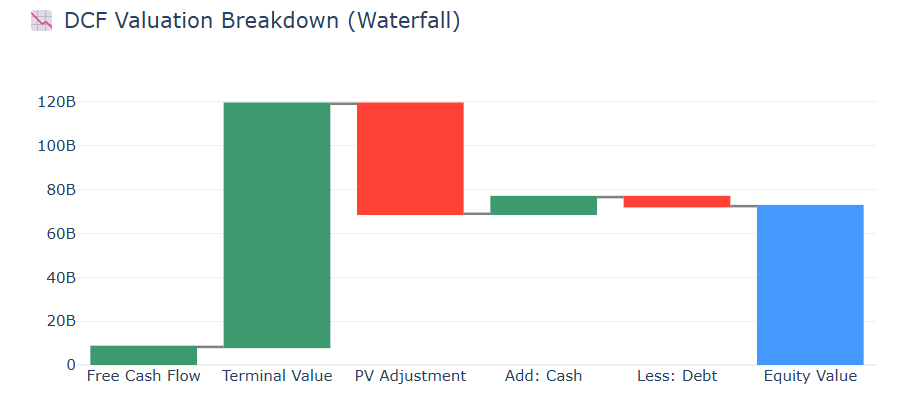 DCF Valuation Breakdown (Waterfall)
120B
100B
80B
60B
40B
20B
0
Free Cash Flow Terminal Value PV Adjustment Add: Cash Less: Debt Equity Value